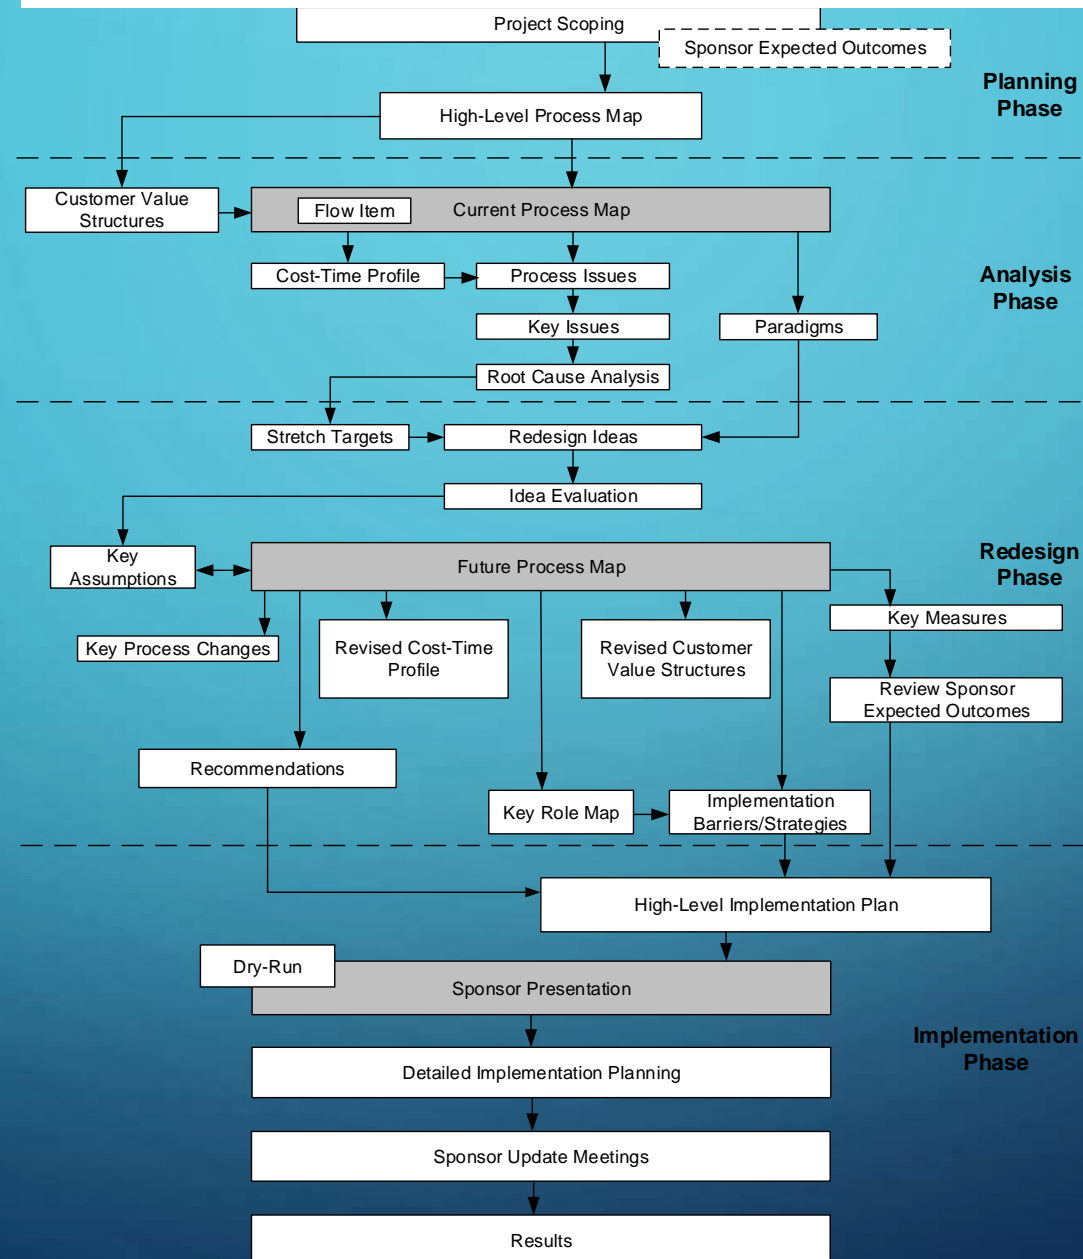 Project Scoping
Sponsor Expected Outcomes
Planning
Phase
High-Level Process Map
Customer Value
Structures
Flow Item
Current Process Map
Cost-Time Profile
Process Issues
Analysis
Phase
Key Issues
Paradigms
Root Cause Analysis
Stretch Targets
Redesign Ideas
Idea Evaluation
Key
Assumptions
Future Process Map
Redesign
Phase
Key Measures
Key Process Changes
Revised Cost-Time
Profile
Revised Customer
Value Structures
Review Sponsor
Expected Outcomes
Recommendations
Key Role Map
Implementation
Barriers/Strategies
High-Level Implementation Plan
Dry-Run
Sponsor Presentation
Implementation
Phase
Detailed Implementation Planning
Sponsor Update Meetings
Results